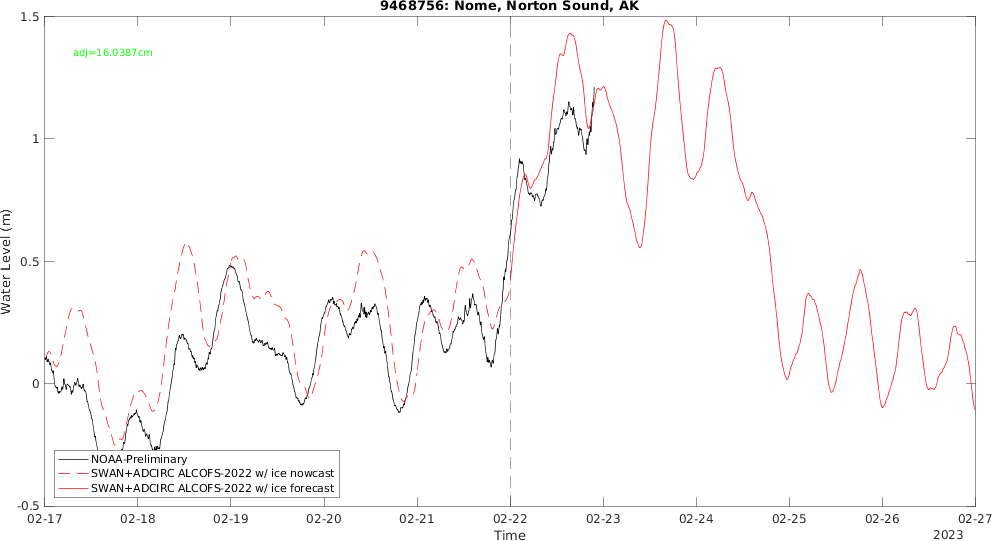 9468756: Nome, Norton Sound, AK
1.5
adj=16.0387cm
1
0.5
0
-0.5
Water Level (m)
NOAA-Preliminary
SWAN+ADCIRC ALCOFS-2022 w/ ice nowcast
SWAN+ADCIRC ALCOFS-2022 w/ ice forecast
02-17 02-18 02-19 02-20 02-21 02-22 02-23 02-24 02-25 02-26 02-27
Time
2023